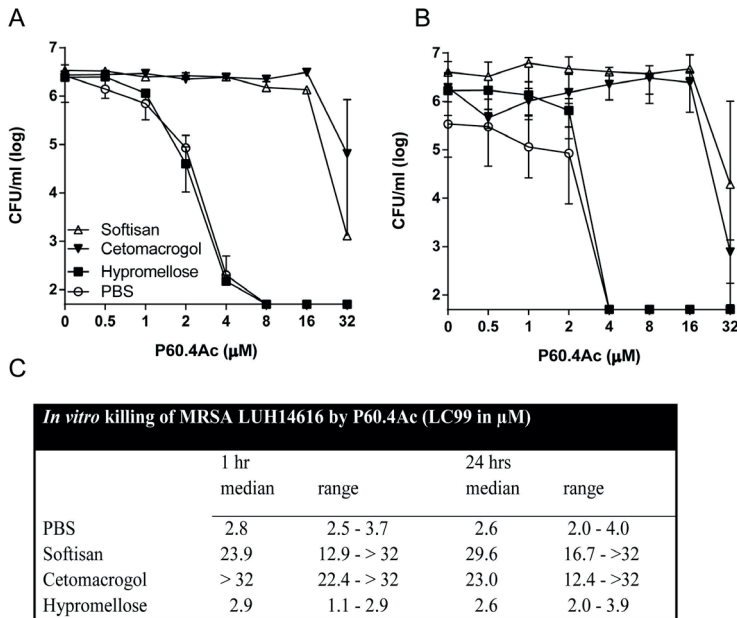 A
B
7
6
5
4
3
2
CFU/ml (log)
Softisan
Cetomacrogol
Hypromellose
PBS
0 0.5 1 2 4 8 16 32
P60.4Ac (µM)
7
6
5
4
3
2
CFU/ml (log)
0 0.5 1 2 4 8 16 32
P60.4Ac (µM)
C
In vitro killing of MRSA LUH14616 by P60.4Ac (LC99 in µM)
1 hr 24 hrs
median range median range
PBS 2.8 2.5 - 3.7 2.6 2.0 - 4.0
Softisan 23.9 12.9 - > 32 29.6 16.7 - >32
Cetomacrogol > 32 22.4 - > 32 23.0 12.4 - >32
Hypromellose 2.9 1.1 - 2.9 2.6 2.0 - 3.9